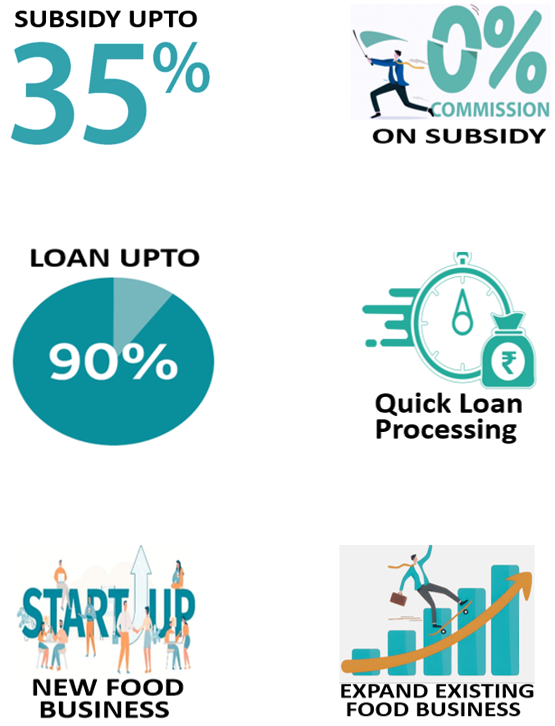 SUBSIDY UPTO
35%
0%
COMMISSION
ON SUBSIDY
LOAN UPTO
90%
₹
Quick Loan
Processing
START UP
NEW FOOD
BUSINESS
EXPAND EXISTING
FOOD BUSINESS